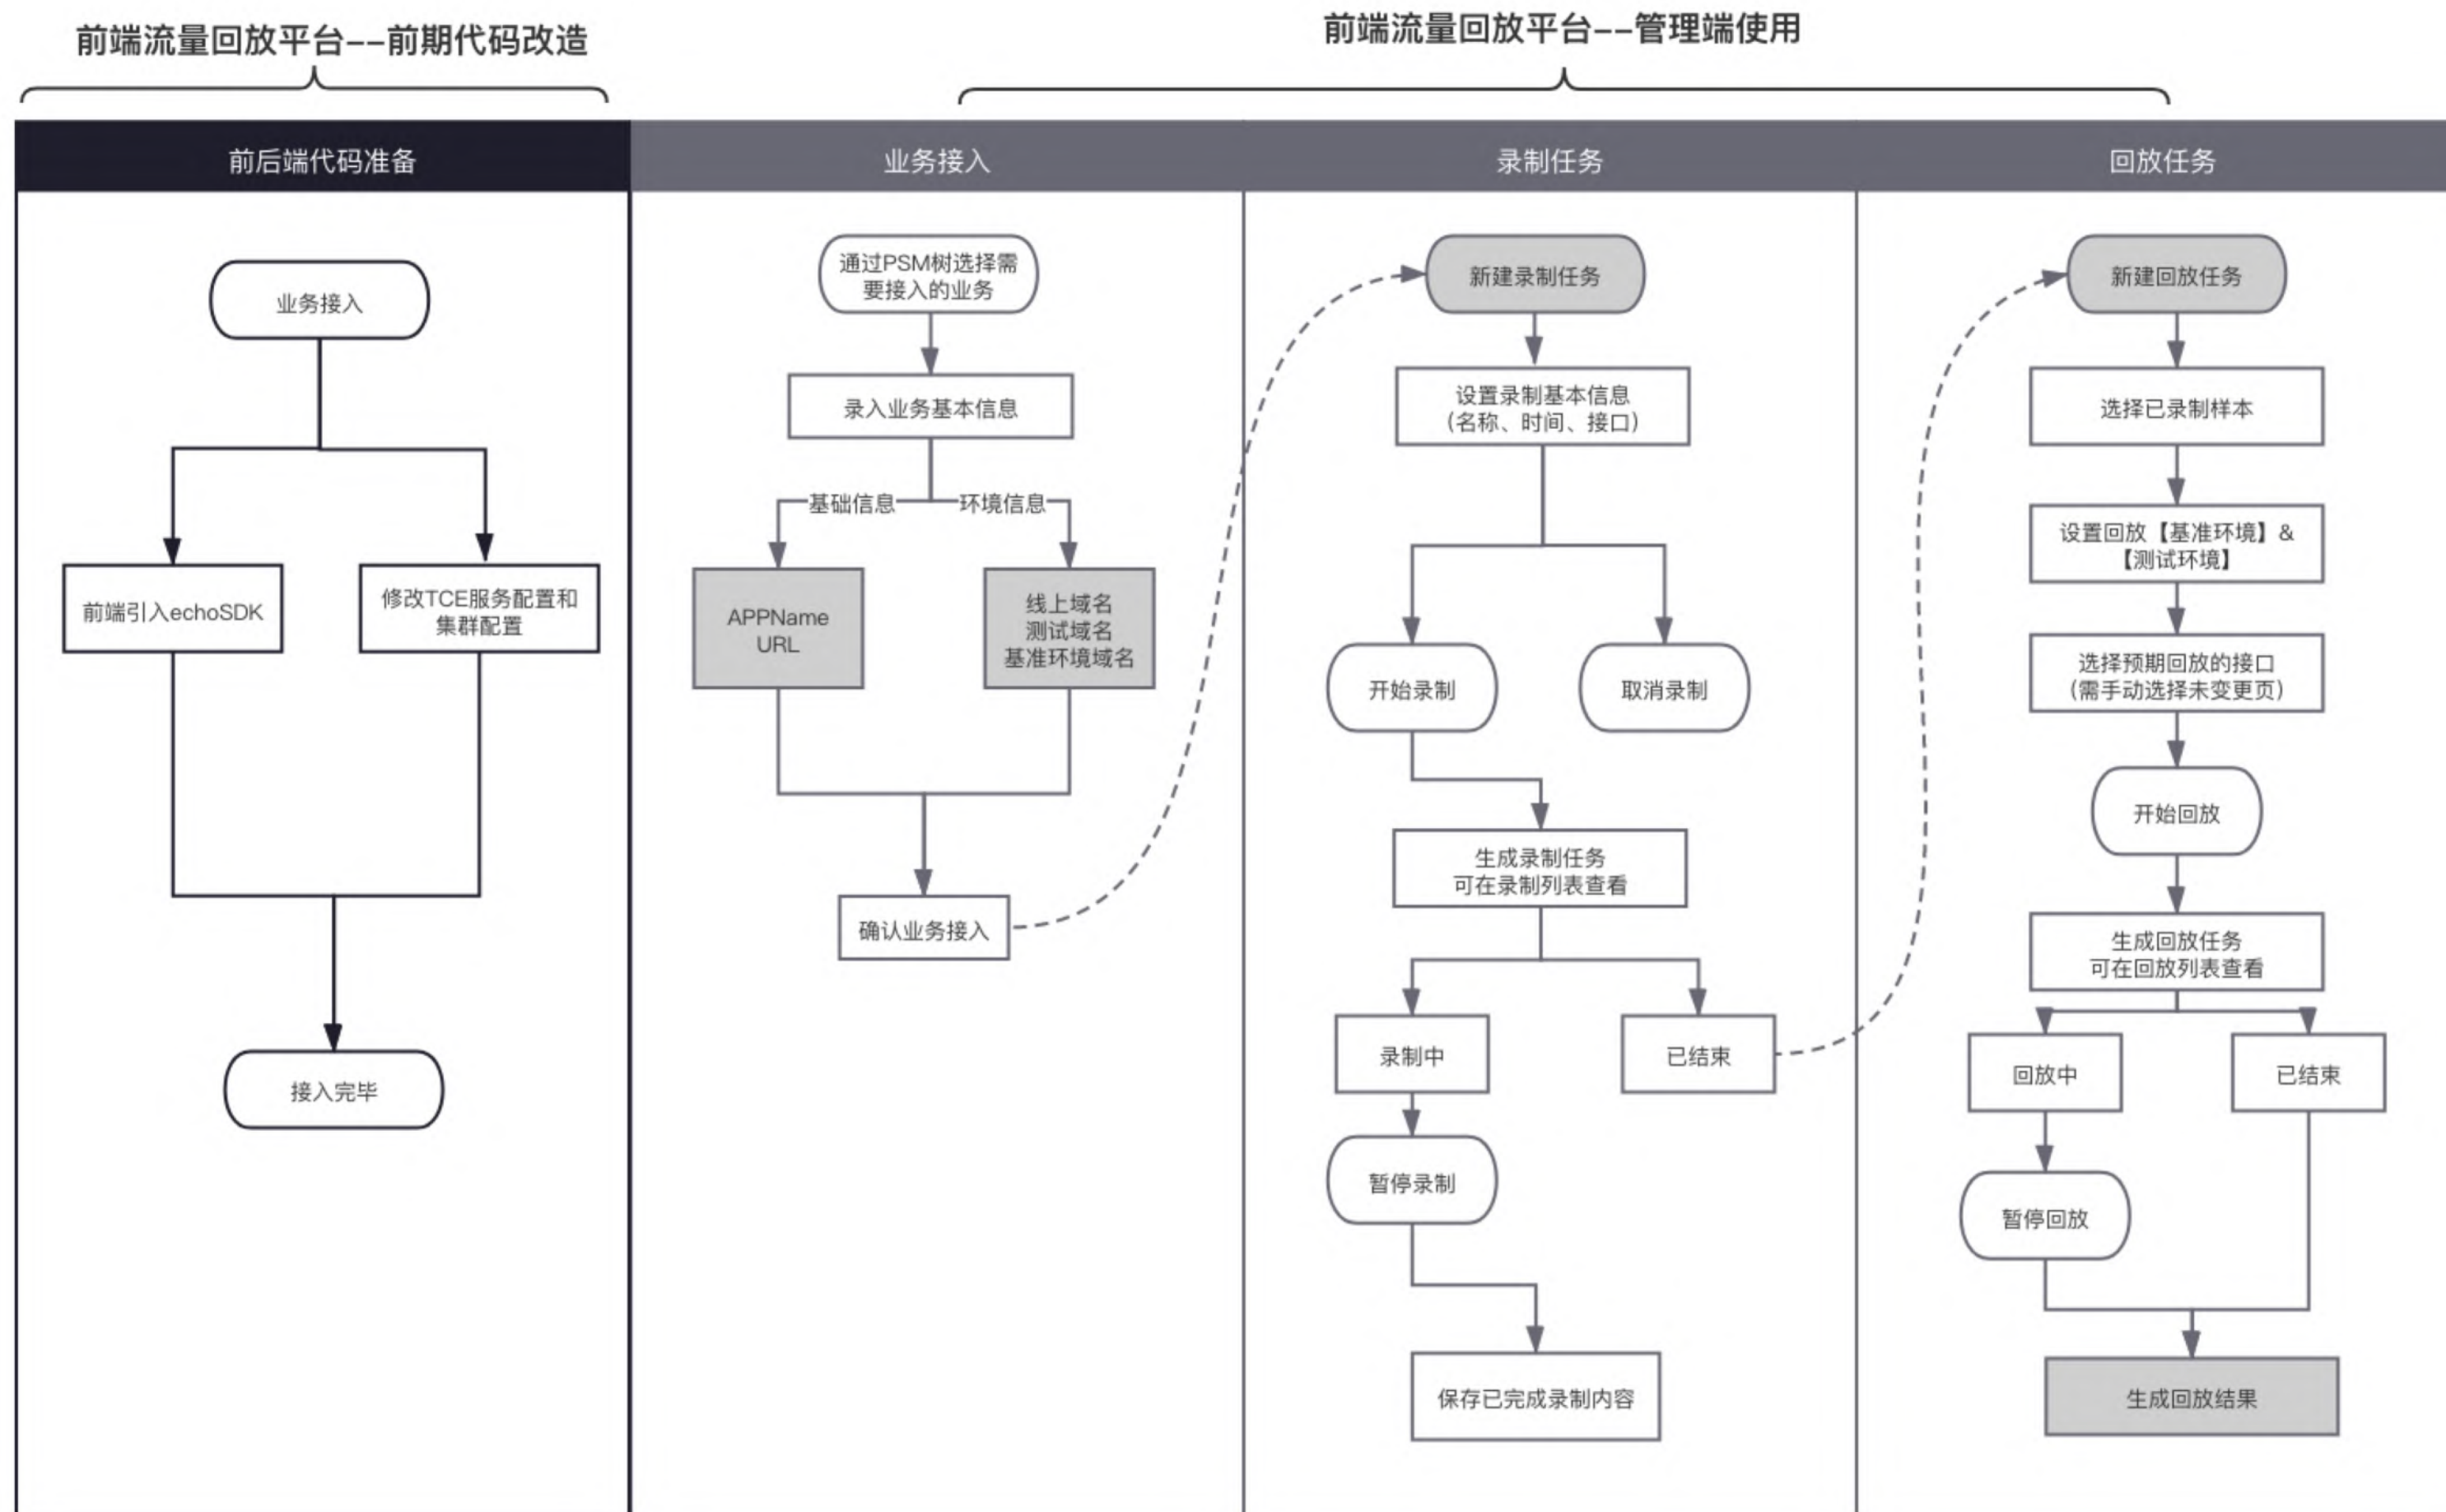 前端流量回放平台--前期代码改造
前端流量回放平台--管理端使用
前后端代码准备
业务接入
录制任务
回放任务
业务接入
前端引入echoSDK
修改TCE服务配置和
集群配置
接入完毕
通过PSM树选择需
要接入的业务
录入业务基本信息
基础信息
环境信息
APPName
URL
线上域名
测试域名
基准环境域名
确认业务接入
新建录制任务
设置录制基本信息
(名称、时间、接口)
开始录制
取消录制
生成录制任务
可在录制列表查看
录制中
已结束
暂停录制
保存已完成录制内容
新建回放任务
选择已录制样本
设置回放【基准环境】&
【测试环境】
选择预期回放的接口
(需手动选择未变更页)
开始回放
生成回放任务
可在回放列表查看
回放中
已结束
暂停回放
生成回放结果